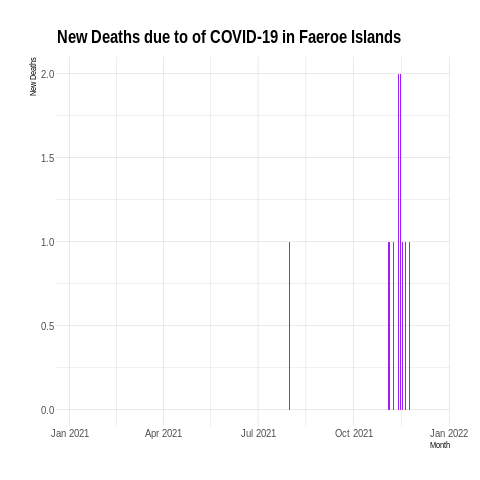 New Deaths due to of COVID-19 in Faeroe Islands
New Deaths
2.0
1.5
1.0
0.5
0.0
Jan 2021 Apr 2021 Jul 2021 Oct 2021 Jan 2022
Month